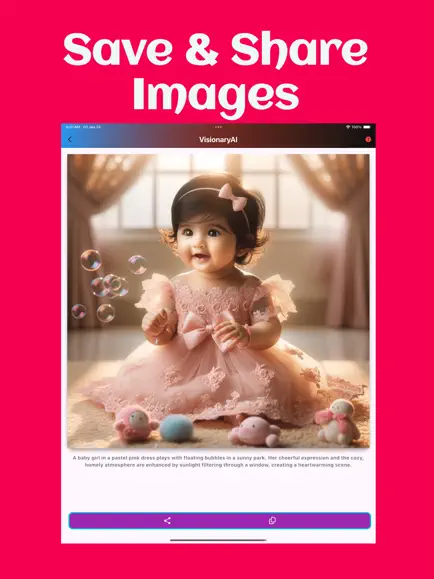 Save & Share
Images
VisionaryAI
100%
A baby girl in a pastel pink dress plays with floating bubbles in a sunny park. Her cheerful expression and the cozy,
homely atmosphere are enhanced by sunlight filtering through a window, creating a heartwarming scene.